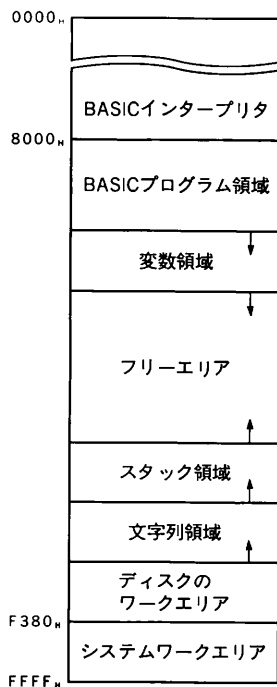 0000H
BASICインタープリタ
8000H
BASICプログラム領域
変数領域
フリーエリア
スタック領域
文字列領域
ディスクの
ワークエリア
F380H
システムワークエリア
FFFFH